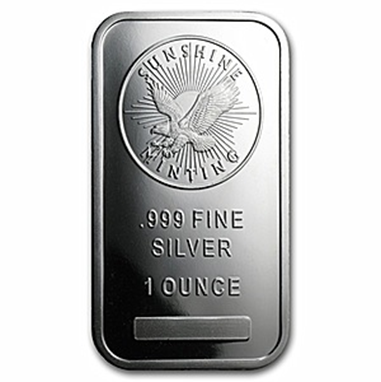 SUNSHINE
MINTING
.999 FINE
SILVER
1 OUNCE